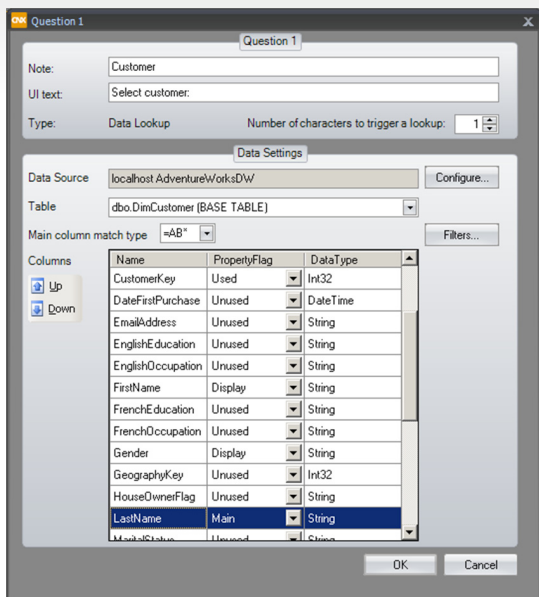 CNX Question 1 X
Question 1
Note: Customer
UI text: Select customer:
Type: Data Lookup Number of characters to trigger a lookup: 1
Data Settings
Data Source localhost AdventureWorksDW Configure...
Table dbo.DimCustomer (BASE TABLE)
Main column match type =AB* Filters...
Columns Name PropertyFlag DataType
Up CustomerKey Used Int32
Down DateFirstPurchase Unused DateTime
EmailAddress Unused String
EnglishEducation Unused String
EnglishOccupation Unused String
FirstName Display String
FrenchEducation Unused String
FrenchOccupation Unused String
Gender Display String
GeographyKey Unused Int32
HouseOwnerFlag Unused String
LastName Main String
MaritalStatus Unused String
OK Cancel